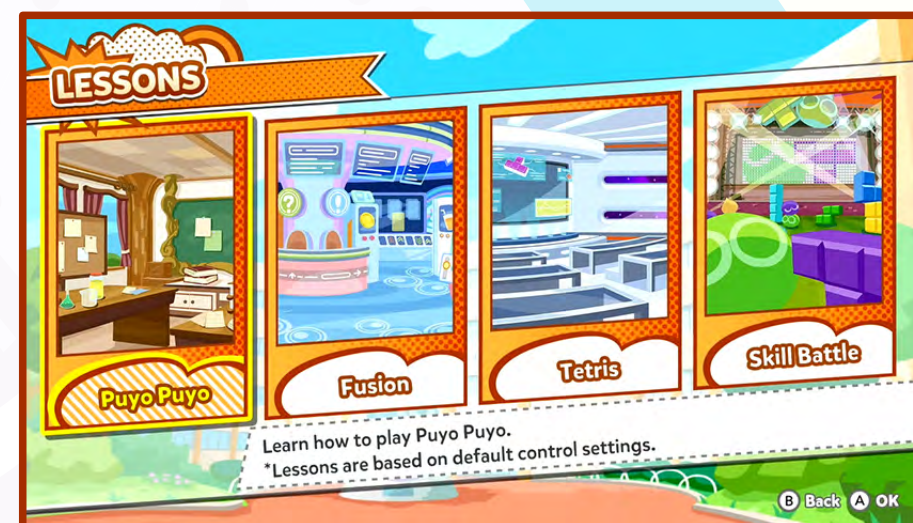 LESSONS
Puyo Puyo
Fusion
Tetris
Skill Battle
Learn how to play Puyo Puyo.
*Lessons are based on default control settings.
B Back A OK